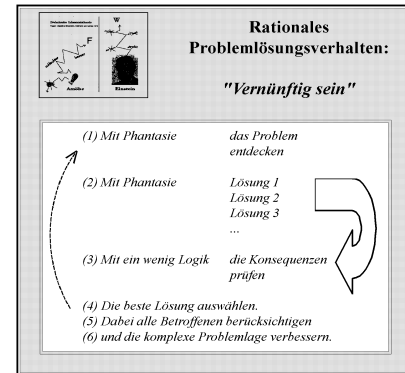 W
F
Amöbe
Einstein
Rationales
Problemlösungsverhalten:
"Vernünftig sein"
(1) Mit Phantasie das Problem
entdecken
(2) Mit Phantasie Lösung 1
Lösung 2
Lösung 3
...
(3) Mit ein wenig Logik die Konsequenzen
prüfen
(4) Die beste Lösung auswählen.
(5) Dabei alle Betroffenen berücksichtigen
(6) und die komplexe Problemlage verbessern.